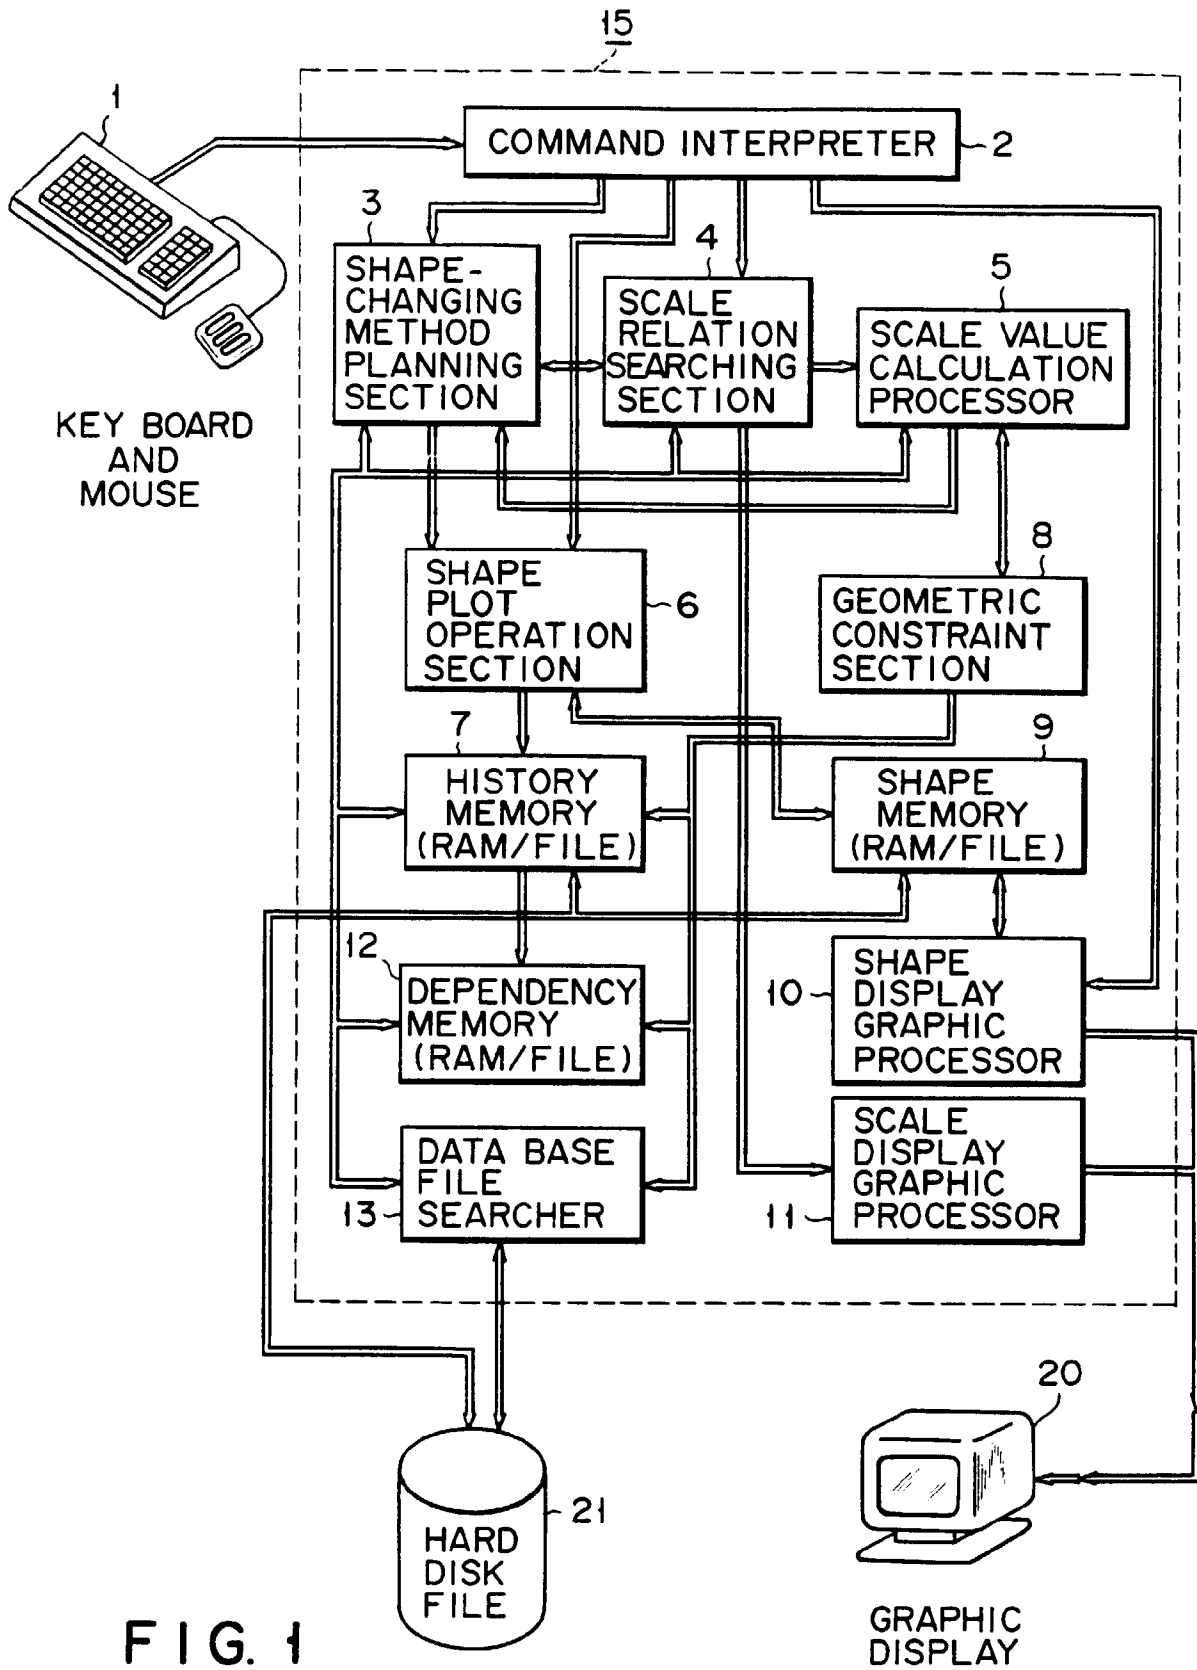 15
1
COMMAND INTERPRETER
2
3
SHAPE-
CHANGING
METHOD
PLANNING
SECTION
4
SCALE
RELATION
SEARCHING
SECTION
5
SCALE VALUE
CALCULATION
PROCESSOR
KEY BOARD
AND
MOUSE
SHAPE
PLOT
OPERATION
SECTION
6
8
GEOMETRIC
CONSTRAINT
SECTION
7
HISTORY
MEMORY
(RAM/FILE)
9
SHAPE
MEMORY
(RAM/FILE)
12
DEPENDENCY
MEMORY
(RAM/FILE)
10
SHAPE
DISPLAY
GRAPHIC
PROCESSOR
13
DATA BASE
FILE
SEARCHER
11
SCALE
DISPLAY
GRAPHIC
PROCESSOR
20
21
HARD
DISK
FILE
GRAPHIC
DISPLAY
FIG. 1